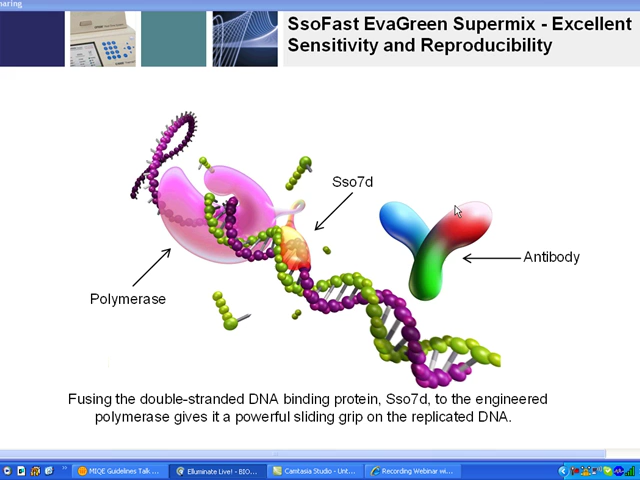 haring
SsoFast EvaGreen Supermix - Excellent
Sensitivity and Reproducibility
Sso7d
Antibody
Polymerase
Fusing the double-stranded DNA binding protein, Sso7d, to the engineered
polymerase gives it a powerful sliding grip on the replicated DNA.
MIQE Guidelines Talk ...
Elluminate Live! - BIO...
Camtasia Studio - Unt...
Recording Webinar wi...